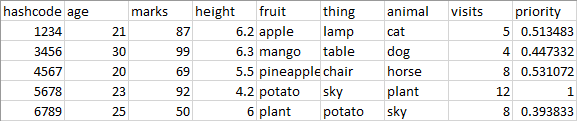 hashcode age marks height fruit thing animal visits priority
1234 21 87 6.2 apple lamp cat 5 0.513483
3456 30 99 6.3 mango table dog 4 0.447332
4567 20 69 5.5 pineapple chair horse 8 0.531072
5678 23 92 4.2 potato sky plant 12 1
6789 25 50 6 plant potato sky 8 0.393833